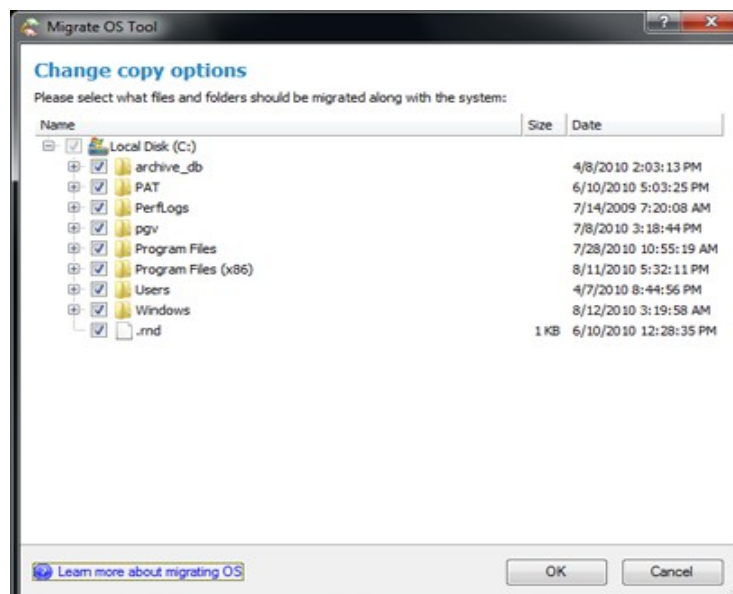 Migrate OS Tool
Change copy options
Please select what files and folders should be migrated along with the system:
Name Size Date
Local Disk (C:)
archive_db 4/8/2010 2:03:13 PM
PAT 6/10/2010 5:03:25 PM
PerfLogs 7/14/2009 7:20:08 AM
pgv 7/8/2010 3:18:44 PM
Program Files 7/28/2010 10:55:19 AM
Program Files (x86) 8/11/2010 5:32:11 PM
Users 4/7/2010 8:44:56 PM
Windows 8/12/2010 3:19:58 AM
.rnd 1 KB 6/10/2010 12:28:35 PM
Learn more about migrating OS OK Cancel